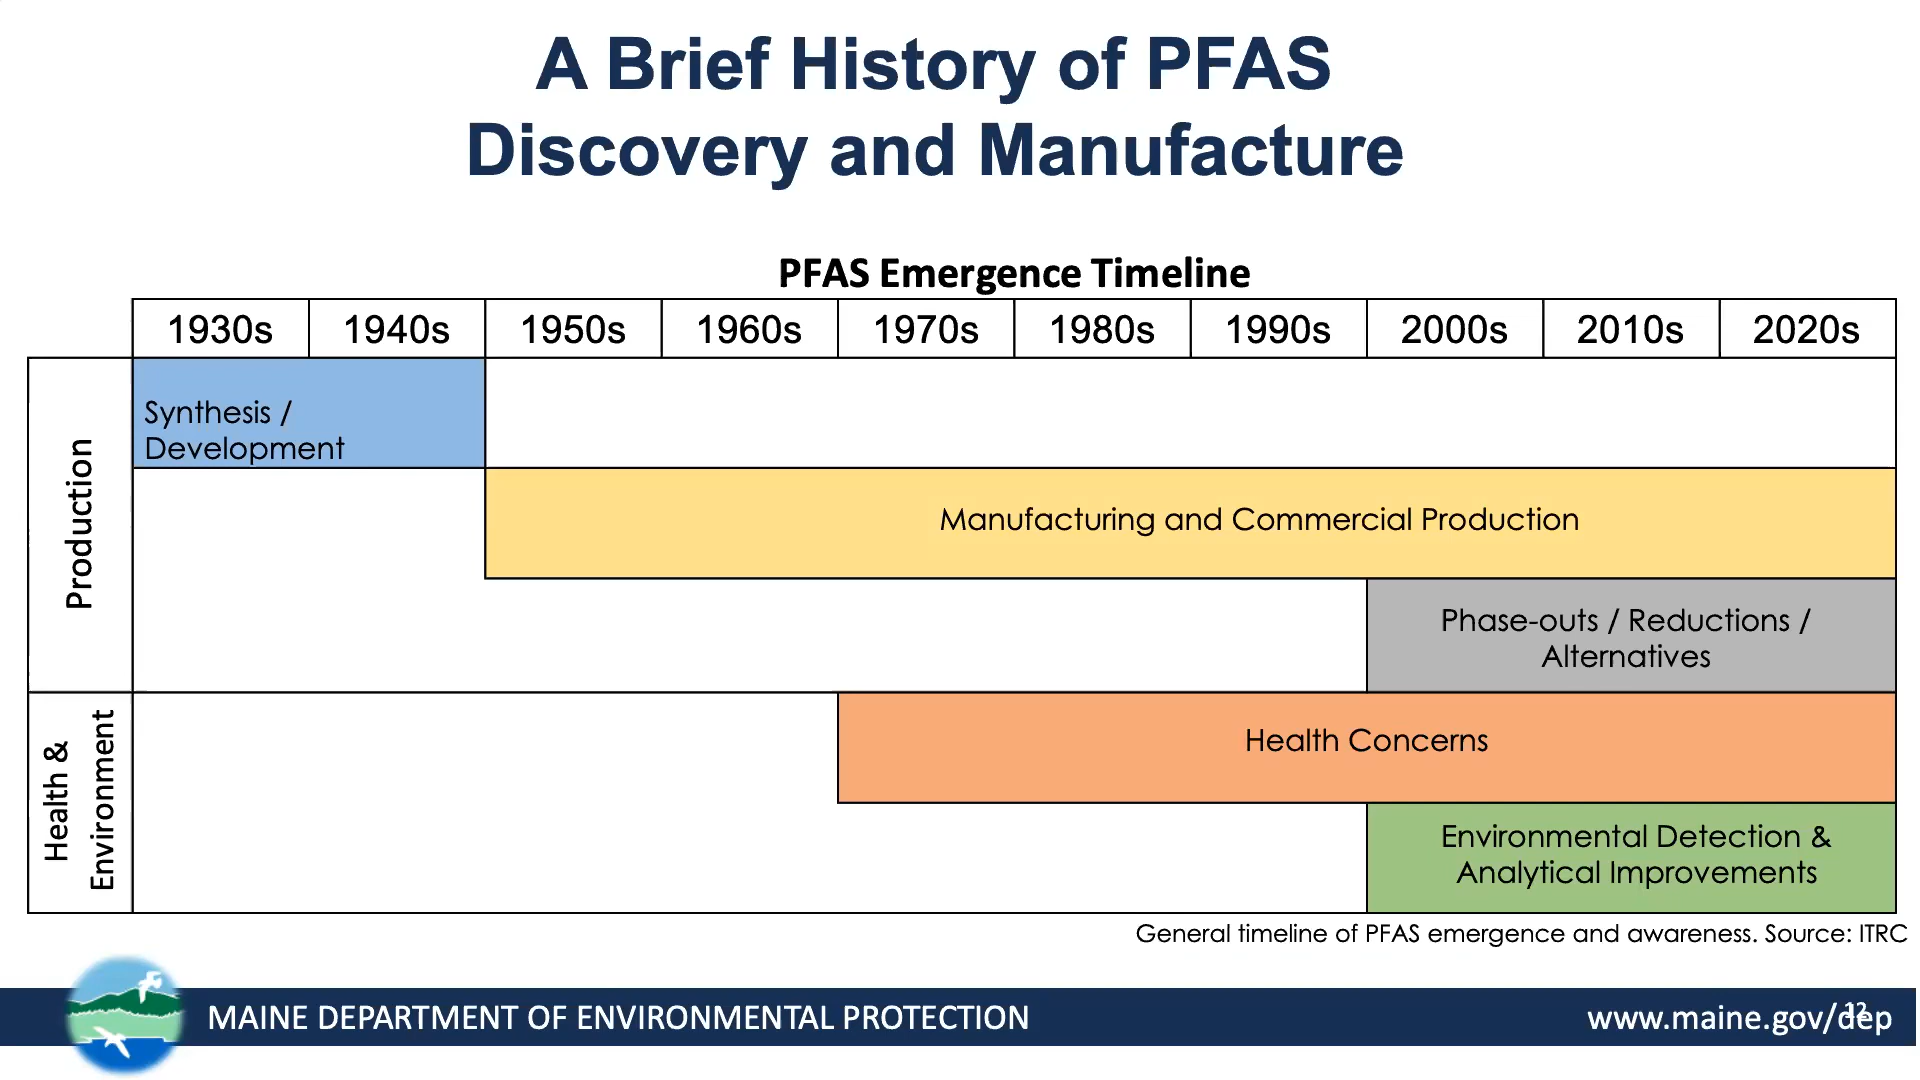 A Brief History of PFAS
Discovery and Manufacture
PFAS Emergence Timeline
1930s 1940s 1950s 1960s 1970s 1980s 1990s 2000s 2010s 2020s
Production
Synthesis /
Development
Manufacturing and Commercial Production
Phase-outs / Reductions /
Alternatives
Health &
Environment
Health Concerns
Environmental Detection &
Analytical Improvements
General timeline of PFAS emergence and awareness. Source: ITRC
MAINE DEPARTMENT OF ENVIRONMENTAL PROTECTION
www.maine.gov/dep
12